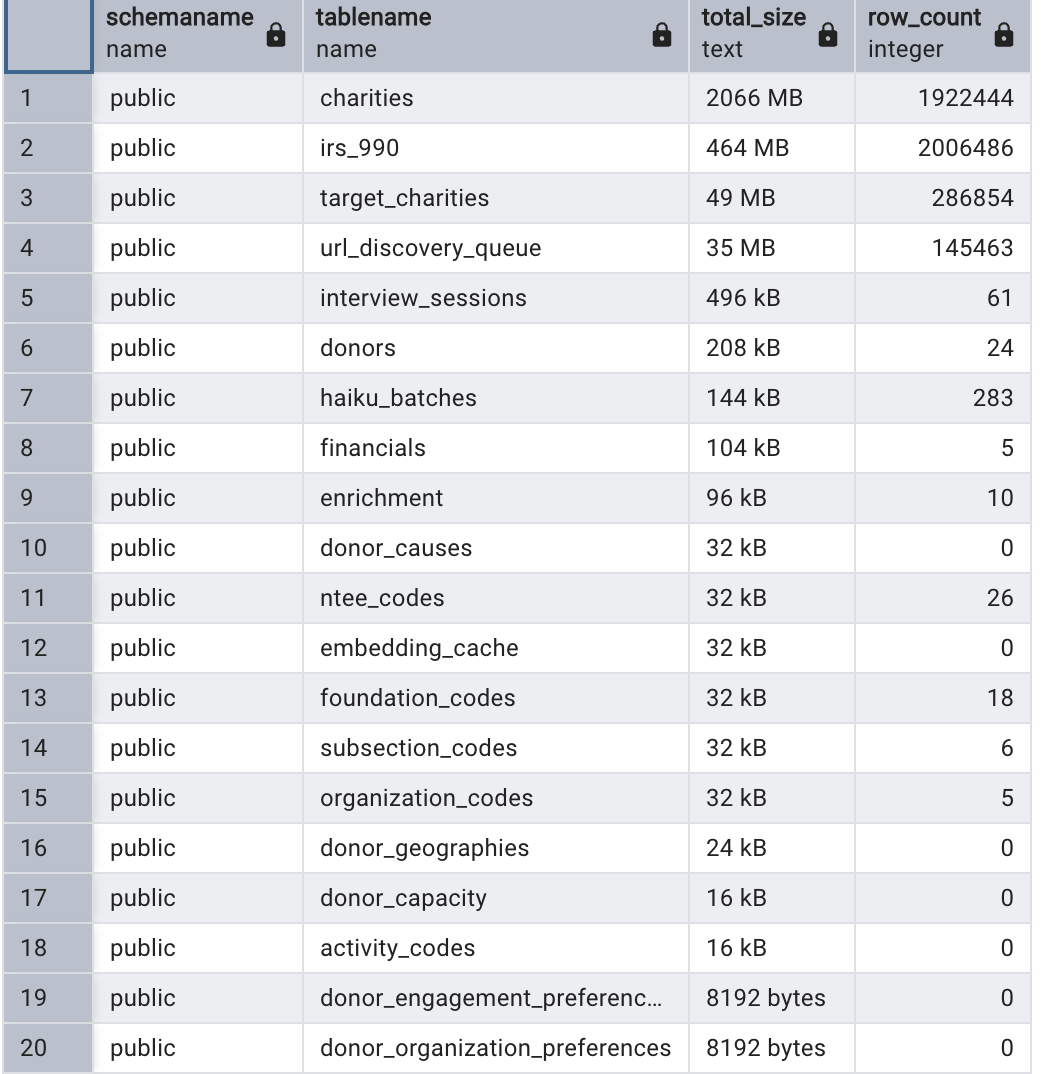 schemaname tablename total_size row_count
name name text integer
1 public charities 2066 MB 1922444
2 public irs_990 464 MB 2006486
3 public target_charities 49 MB 286854
4 public url_discovery_queue 35 MB 145463
5 public interview_sessions 496 kB 61
6 public donors 208 kB 24
7 public haiku_batches 144 kB 283
8 public financials 104 kB 5
9 public enrichment 96 kB 10
10 public donor_causes 32 kB 0
11 public ntee_codes 32 kB 26
12 public embedding_cache 32 kB 0
13 public foundation_codes 32 kB 18
14 public subsection_codes 32 kB 6
15 public organization_codes 32 kB 5
16 public donor_geographies 24 kB 0
17 public donor_capacity 16 kB 0
18 public activity_codes 16 kB 0
19 public donor_engagement_preferenc... 8192 bytes 0
20 public donor_organization_preferences 8192 bytes 0